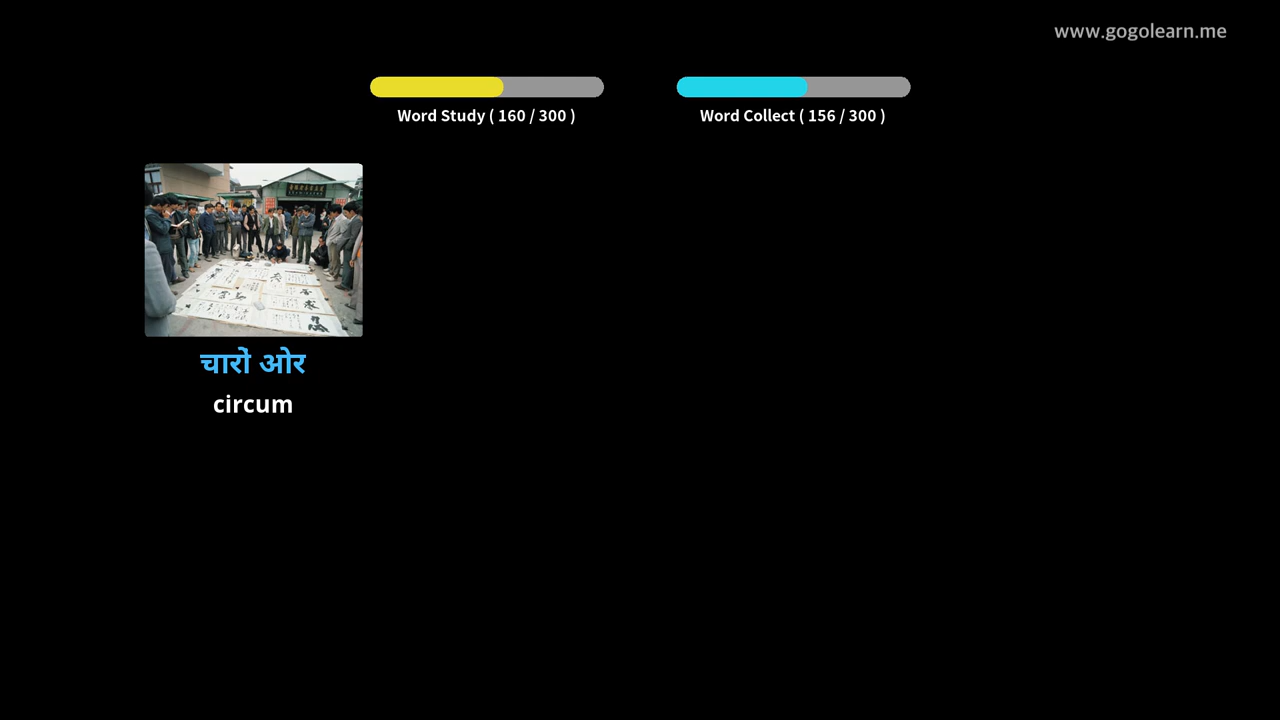 www.gogolearn.me
Word Study ( 160 / 300 )
Word Collect ( 156 / 300 )
चारों ओर
circum